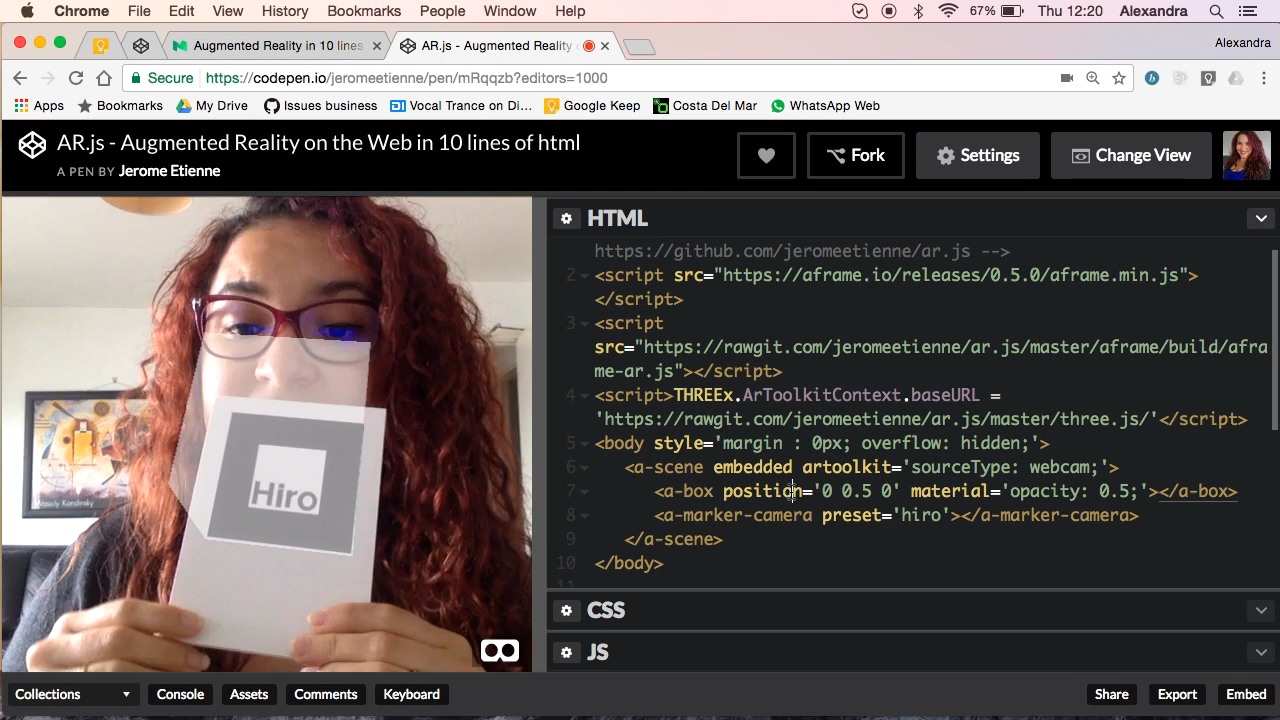 Chrome File Edit View History Bookmarks People Window Help 67% Thu 12:20 Alexandra
Augmented Reality in 10 lines AR.js - Augmented Reality Alexandra
Secure https://codepen.io/jeromeetienne/pen/mRqqzb?editors=1000
Apps Bookmarks My Drive Issues business Vocal Trance on Di... Google Keep Costa Del Mar WhatsApp Web
AR.js - Augmented Reality on the Web in 10 lines of html
A PEN BY Jerome Etienne
Fork Settings Change View
HTML
https://github.com/jeromeetienne/ar.js -->
2 <script src="https://aframe.io/releases/0.5.0/aframe.min.js">
</script>
3 <script
src="https://rawgit.com/jeromeetienne/ar.js/master/aframe/build/afra
me-ar.js"></script>
4 <script>THREEx.ArToolkitContext.baseURL =
'https://rawgit.com/jeromeetienne/ar.js/master/three.js/'</script>
5 <body style='margin : 0px; overflow: hidden;'>
6 <a-scene embedded artoolkit='sourceType: webcam;'>
7 <a-box position='0 0.5 0' material='opacity: 0.5;'></a-box>
8 <a-marker-camera preset='hiro'></a-marker-camera>
9 </a-scene>
10 </body>
11
CSS
JS
Hiro
Wassily Kandinsky
Collections Console Assets Comments Keyboard Share Export Embed